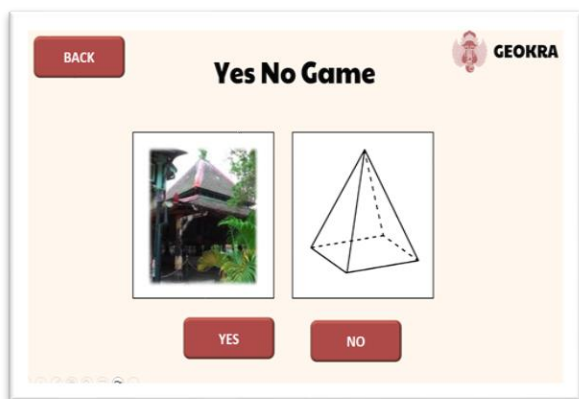 BACK
GEOKRA
Yes No Game
YES
NO